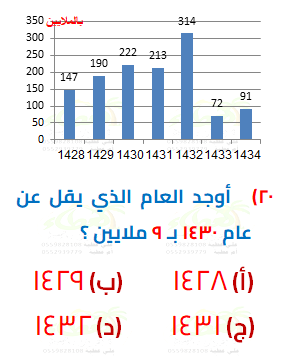 بالملايين
350
300
250
200
150
100
50
0
147 190 222 213 314 72 91
1428 1429 1430 1431 1432 1433 1434
٢٠) أوجد العام الذي يقل عن
عام ١٤٣٠ بـ ٩ ملايين ؟
(أ) ١٤٢٨ (ب) ١٤٢٩
(ج) ١٤٣١ (د) ١٤٣٢